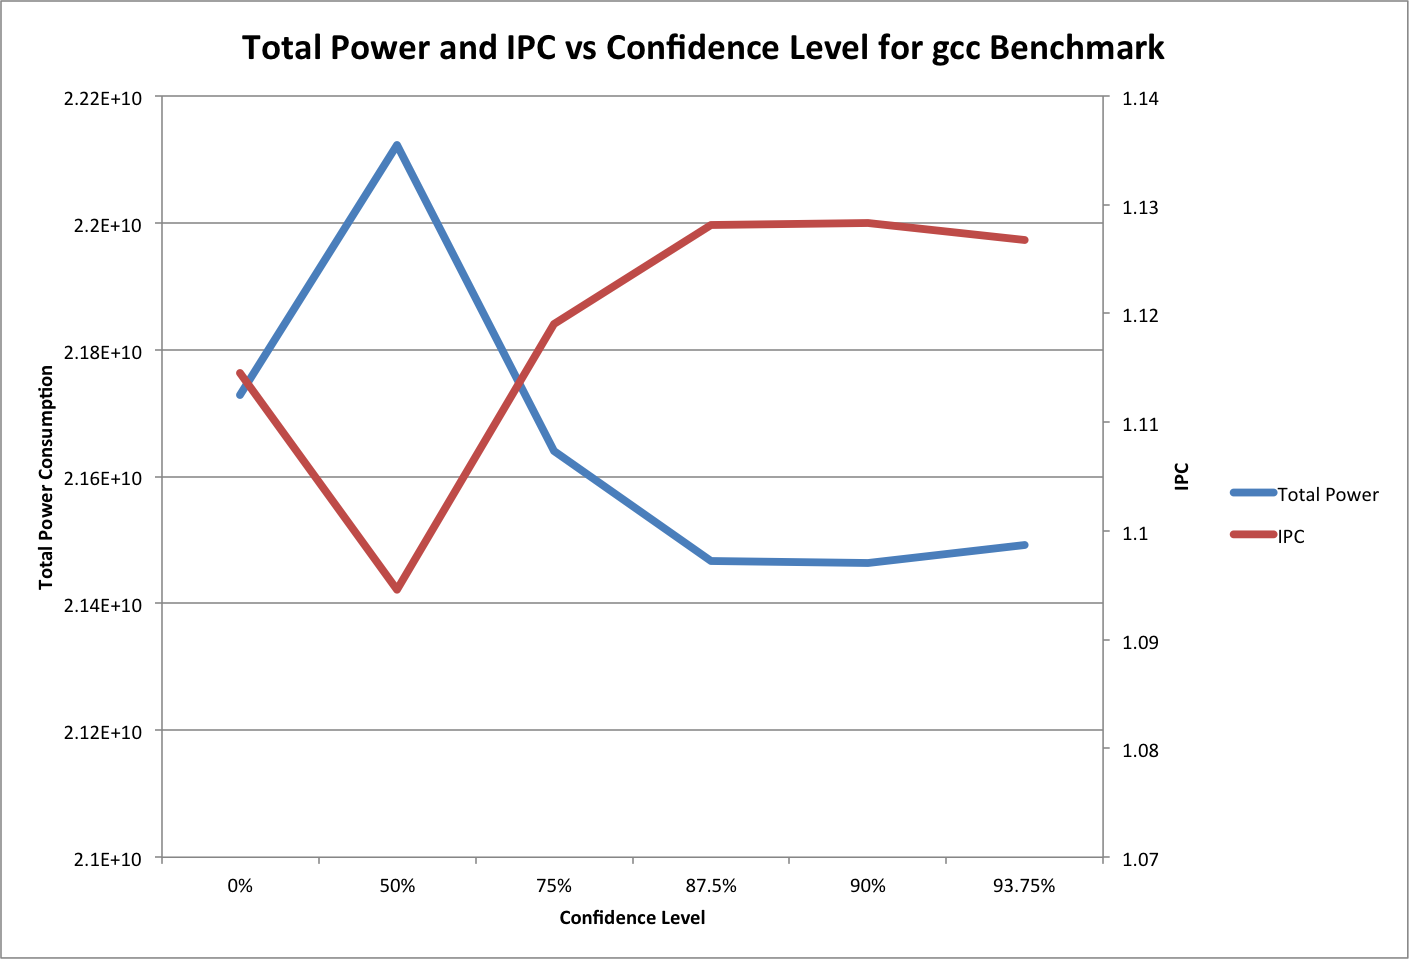 Total Power and IPC vs Confidence Level for gcc Benchmark
2.22E+10
2.2E+10
2.18E+10
2.16E+10
2.14E+10
2.12E+10
2.1E+10
Total Power Consumption
1.14
1.13
1.12
1.11
1.1
1.09
1.08
1.07
IPC
Total Power
IPC
0% 50% 75% 87.5% 90% 93.75%
Confidence Level